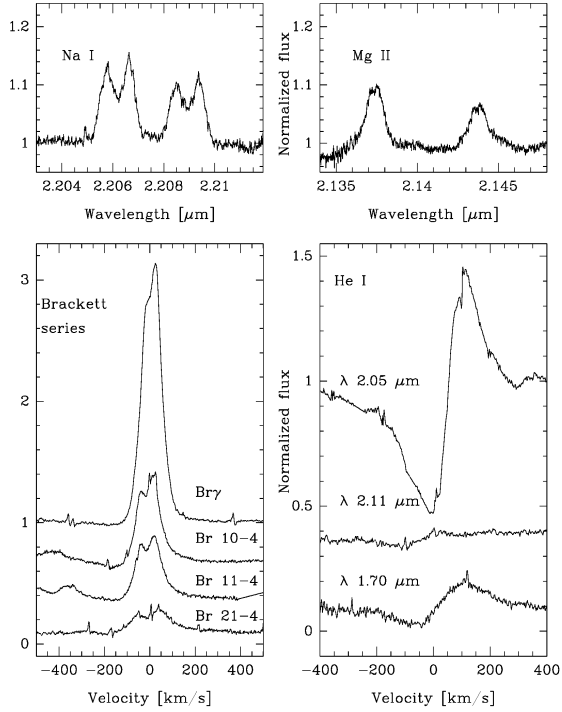 Na I
1.2
1.1
1
2.204 2.206 2.208 2.21
Wavelength [μm]
Mg II
Normalized flux
1.2
1.1
1
2.135 2.14 2.145
Wavelength [μm]
Brackett
series
3
2
1
0
Brγ
Br 10−4
Br 11−4
Br 21−4
−400 −200 0 200 400
Velocity [km/s]
He I
Normalized flux
1.5
1
0.5
0
λ 2.05 μm
λ 2.11 μm
λ 1.70 μm
−400 −200 0 200 400
Velocity [km/s]